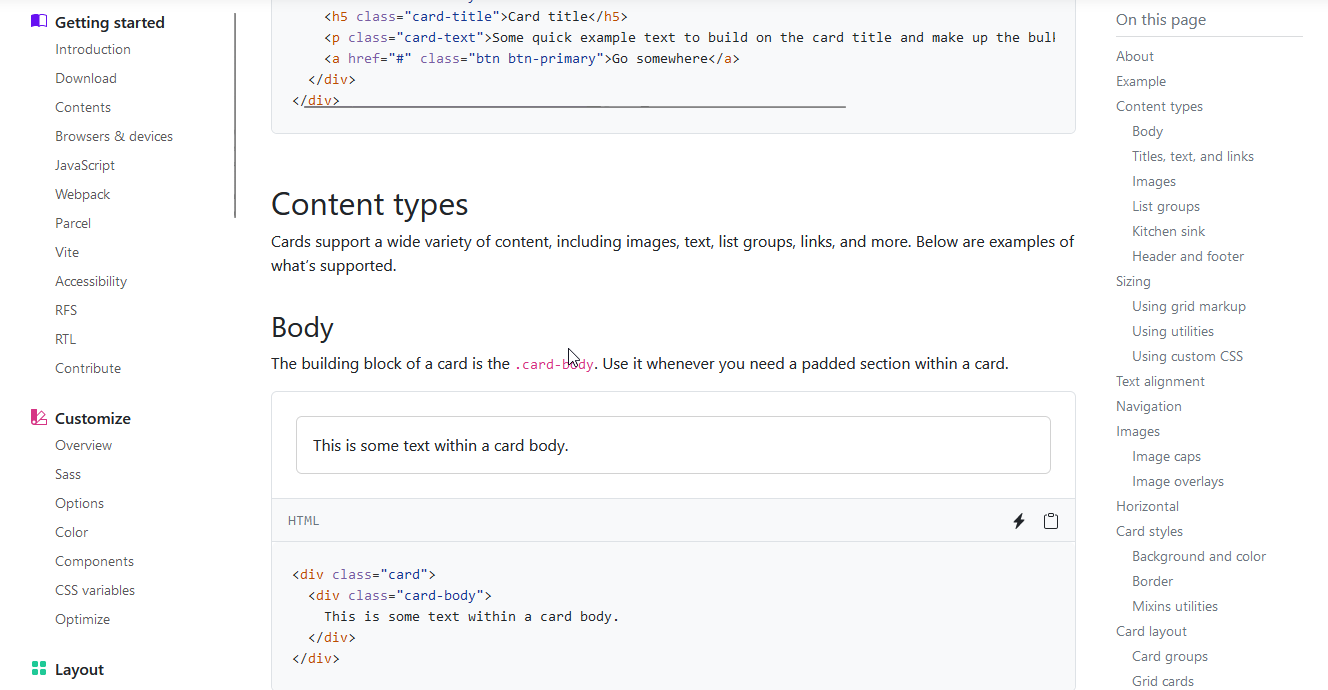 Getting started
Introduction
Download
Contents
Browsers & devices
JavaScript
Webpack
Parcel
Vite
Accessibility
RFS
RTL
Contribute
Customize
Overview
Sass
Options
Color
Components
CSS variables
Optimize
Layout
<h5 class="card-title">Card title</h5>
<p class="card-text">Some quick example text to build on the card title and make up the
<a href="#" class="btn btn-primary">Go somewhere</a>
</div>
</div>
Content types
Cards support a wide variety of content, including images, text, list groups, links, and more. Below are examples of
what’s supported.
Body
The building block of a card is the .card-body. Use it whenever you need a padded section within a card.
This is some text within a card body.
HTML
<div class="card">
<div class="card-body">
This is some text within a card body.
</div>
</div>
On this page
About
Example
Content types
Body
Titles, text, and links
Images
List groups
Kitchen sink
Header and footer
Sizing
Using grid markup
Using utilities
Using custom CSS
Text alignment
Navigation
Images
Image caps
Image overlays
Horizontal
Card styles
Background and color
Border
Mixins utilities
Card layout
Card groups
Grid cards